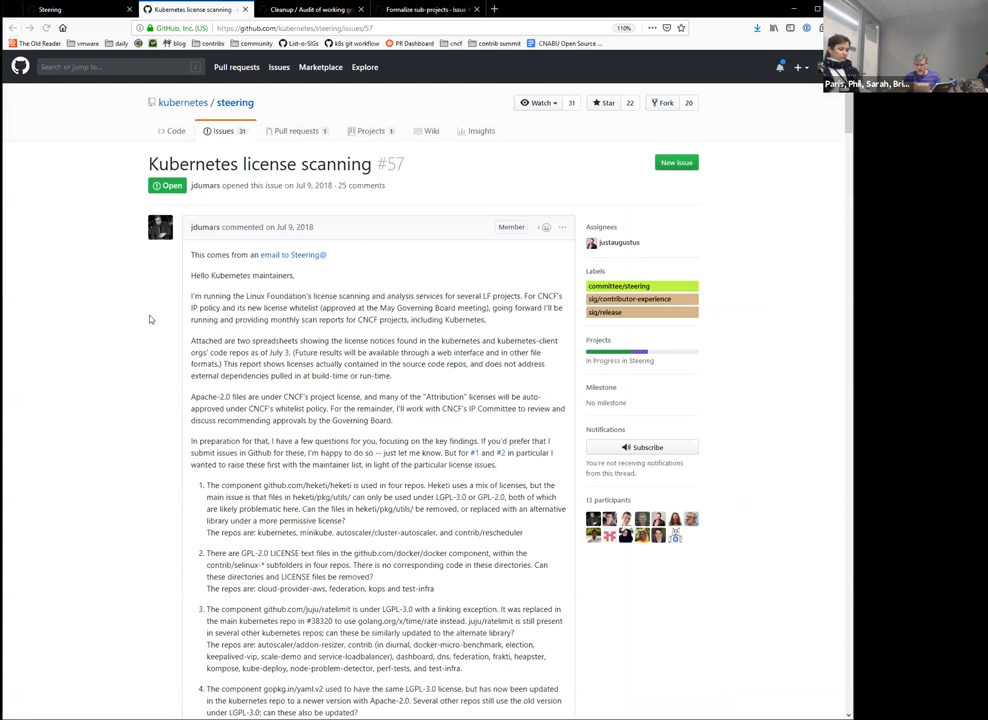 Steering
Kubernetes license scanning
Cleanup / Audit of working gr
Formalize sub-projects · Issue
GitHub, Inc. (US)
https://github.com/kubernetes/steering/issues/57
110%
The Old Reader
vmware
daily
blog
contribs
community
List-o-SIGs
k8s git workflow
PR Dashboard
cncf
contrib summit
CNABU Open Source ...
Search or jump to...
Pull requests
Issues
Marketplace
Explore
Paris, Phil, Sarah, Bri...
kubernetes / steering
Watch 31
Star 22
Fork 20
Code
Issues 31
Pull requests 1
Projects 1
Wiki
Insights
Kubernetes license scanning #57
New issue
Open
jdumars opened this issue on Jul 9, 2018 · 25 comments
jdumars commented on Jul 9, 2018
Member
This comes from an email to Steering@
Hello Kubernetes maintainers,
I'm running the Linux Foundation's license scanning and analysis services for several LF projects. For CNCF's
IP policy and its new license whitelist (approved at the May Governing Board meeting), going forward I'll be
running and providing monthly scan reports for CNCF projects, including Kubernetes.
Attached are two spreadsheets showing the license notices found in the kubernetes and kubernetes-client
orgs' code repos as of July 3. (Future results will be available through a web interface and in other file
formats.) This report shows licenses actually contained in the source code repos, and does not address
external dependencies pulled in at build-time or run-time.
Apache-2.0 files are under CNCF's project license, and many of the "Attribution" licenses will be auto-
approved under CNCF's whitelist policy. For the remainder, I'll work with CNCF's IP Committee to review and
discuss recommending approvals by the Governing Board.
In preparation for that, I have a few questions for you, focusing on the key findings. If you'd prefer that I
submit issues in Github for these, I'm happy to do so -- just let me know. But for #1 and #2 in particular I
wanted to raise these first with the maintainer list, in light of the particular license issues.
1. The component github.com/heketi/heketi is used in four repos. Heketi uses a mix of licenses, but the
main issue is that files in heketi/pkg/utils/ can only be used under LGPL-3.0 or GPL-2.0, both of which
are likely problematic here. Can the files in heketi/pkg/utils/ be removed, or replaced with an alternative
library under a more permissive license?
The repos are: kubernetes, minikube, autoscaler/cluster-autoscaler, and contrib/rescheduler
2. There are GPL-2.0 LICENSE text files in the github.com/docker/docker component, within the
contrib/selinux-* subfolders in four repos. There is no corresponding code in these directories. Can
these directories and LICENSE files be removed?
The repos are: cloud-provider-aws, federation, kops and test-infra
3. The component github.com/juju/ratelimit is under LGPL-3.0 with a linking exception. It was replaced in
the main kubernetes repo in #38320 to use golang.org/x/time/rate instead. juju/ratelimit is still present
in several other kubernetes repos; can these be similarly updated to the alternate library?
The repos are: autoscaler/addon-resizer, contrib (in diurnal, docker-micro-benchmark, election,
keepalived-vip, scale-demo and service-loadbalancer), dashboard, dns, federation, frakti, heapster,
kompose, kube-deploy, node-problem-detector, perf-tests, and test-infra.
4. The component gopkg.in/yaml.v2 used to have the same LGPL-3.0 license, but has now been updated
in the kubernetes repo to a newer version with Apache-2.0. Several other repos still use the old version
under LGPL-3.0; can these also be updated?
Assignees
justaugustus
Labels
committee/steering
sig/contributor-experience
sig/release
Projects
In Progress in Steering
Milestone
No milestone
Notifications
Subscribe
You're not receiving notifications
from this thread.
13 participants